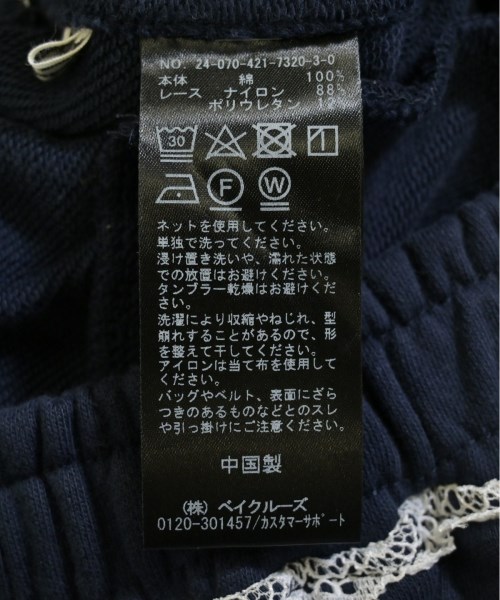 NO. 24-070-421-7320-3-0
本体 綿 100%
レース ナイロン 88%
ポリウレタン 12%
30
F W
ネットを使用してください。
単独で洗ってください。
浸け置き洗いや、濡れた状態
での放置はお避けください。
タンブラー乾燥はお避けくだ
さい。
洗濯により収縮やねじれ、型
崩れすることがあるので、形
を整えて干してください。
アイロンは当て布を使用して
ください。
バッグやベルト、表面にざら
つきのあるものなどとのスレ
や引っ掛けにご注意ください。
中国製
(株) ベイクルーズ
0120-301457/カスタマーサポート